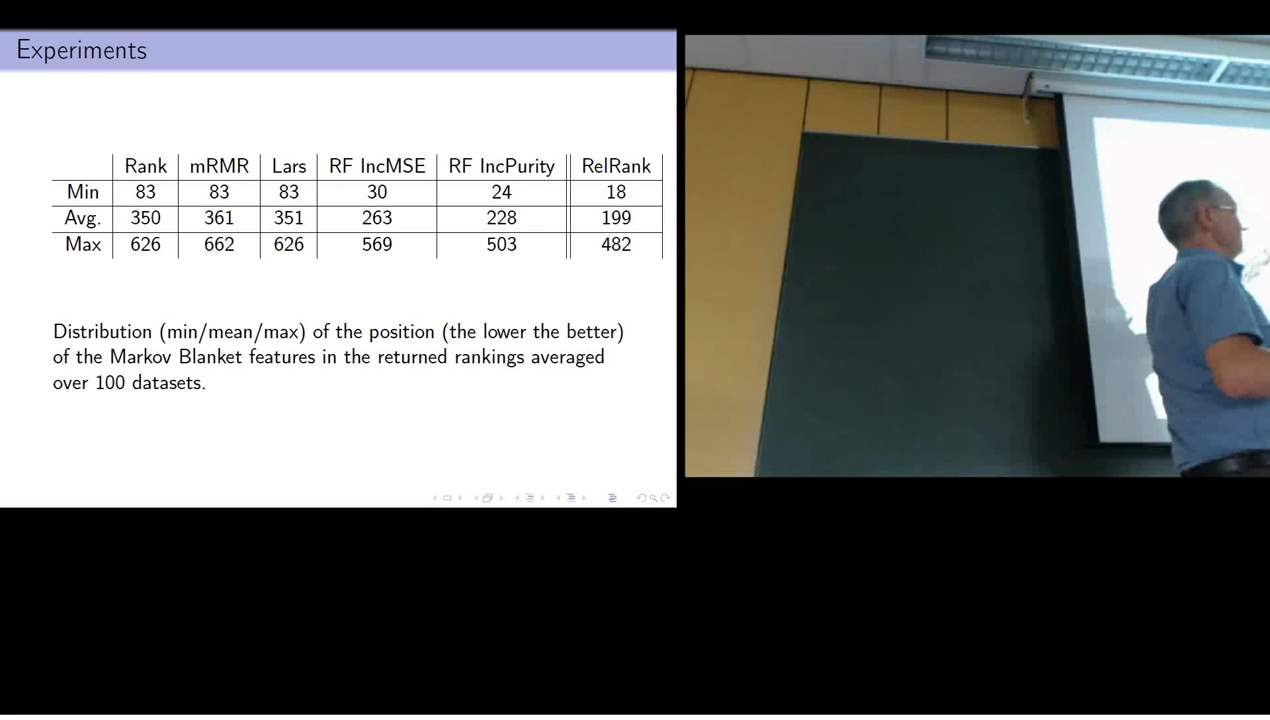 Experiments
Rank mRMR Lars RF IncMSE RF IncPurity RelRank
Min 83 83 83 30 24 18
Avg. 350 361 351 263 228 199
Max 626 662 626 569 503 482
Distribution (min/mean/max) of the position (the lower the better)
of the Markov Blanket features in the returned rankings averaged
over 100 datasets.